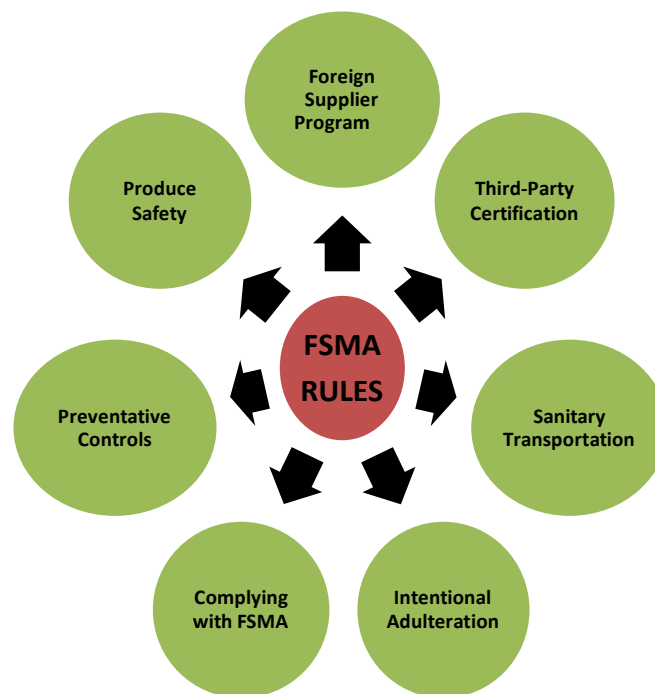 Foreign
Supplier
Program
Produce
Safety
Third-Party
Certification
FSMA
RULES
Preventative
Controls
Sanitary
Transportation
Complying
with FSMA
Intentional
Adulteration